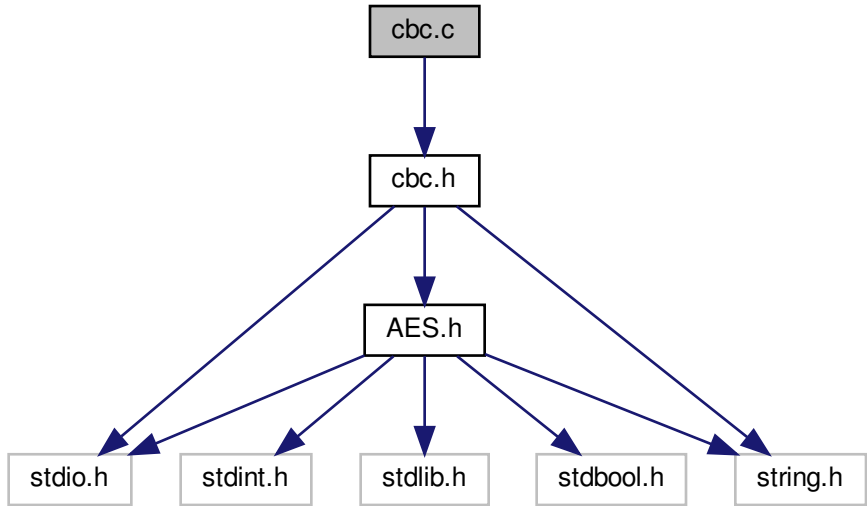 cbc.c
cbc.h
AES.h
stdio.h
stdint.h
stdlib.h
stdbool.h
string.h